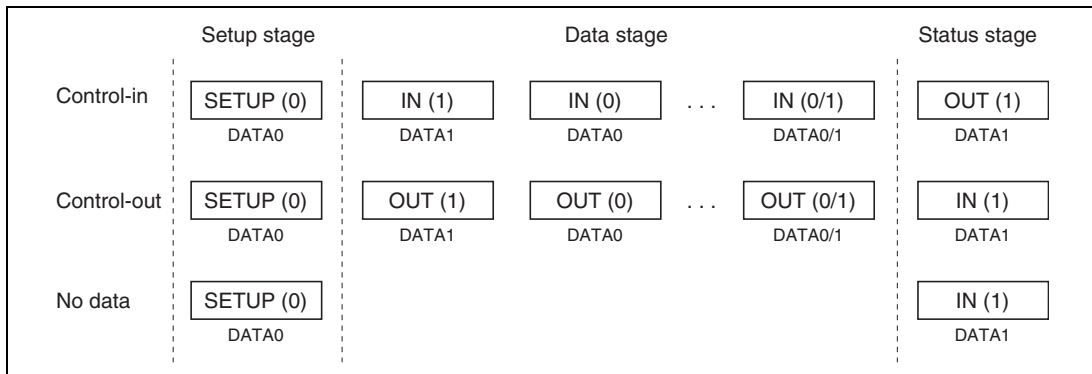 Setup stage Data stage Status stage
Control-in SETUP (0) IN (1) IN (0) . . . IN (0/1) OUT (1)
DATA0 DATA1 DATA0 DATA0/1 DATA1
Control-out SETUP (0) OUT (1) OUT (0) . . . OUT (0/1) IN (1)
DATA0 DATA1 DATA0 DATA0/1 DATA1
No data SETUP (0) IN (1)
DATA0 DATA1